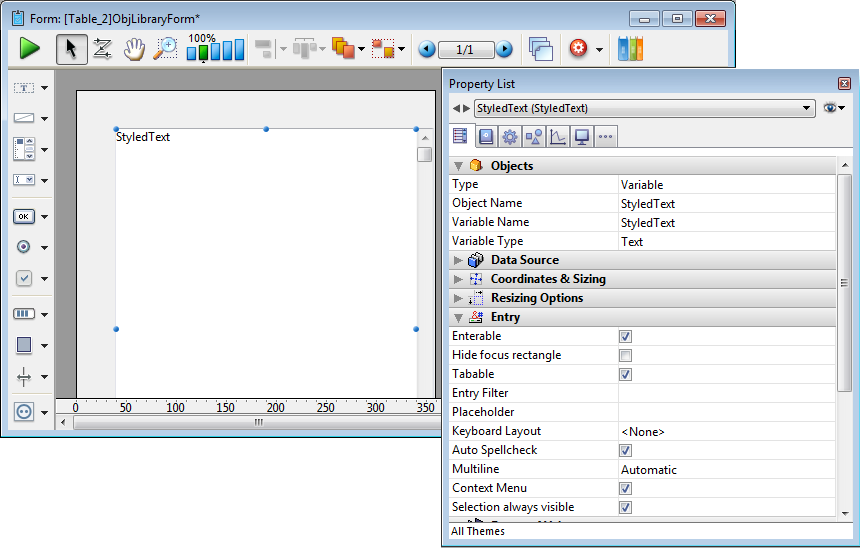 Form: [Table_2]ObjLibraryForm*
100%
1/1
T
OK
StyledText
0 50 100 150 200 250 300 350
Property List
StyledText (StyledText)
Objects
Type Variable
Object Name StyledText
Variable Name StyledText
Variable Type Text
Data Source
Coordinates & Sizing
Resizing Options
Entry
Enterable
Hide focus rectangle
Tabable
Entry Filter
Placeholder
Keyboard Layout <None>
Auto Spellcheck
Multiline Automatic
Context Menu
Selection always visible
All Themes